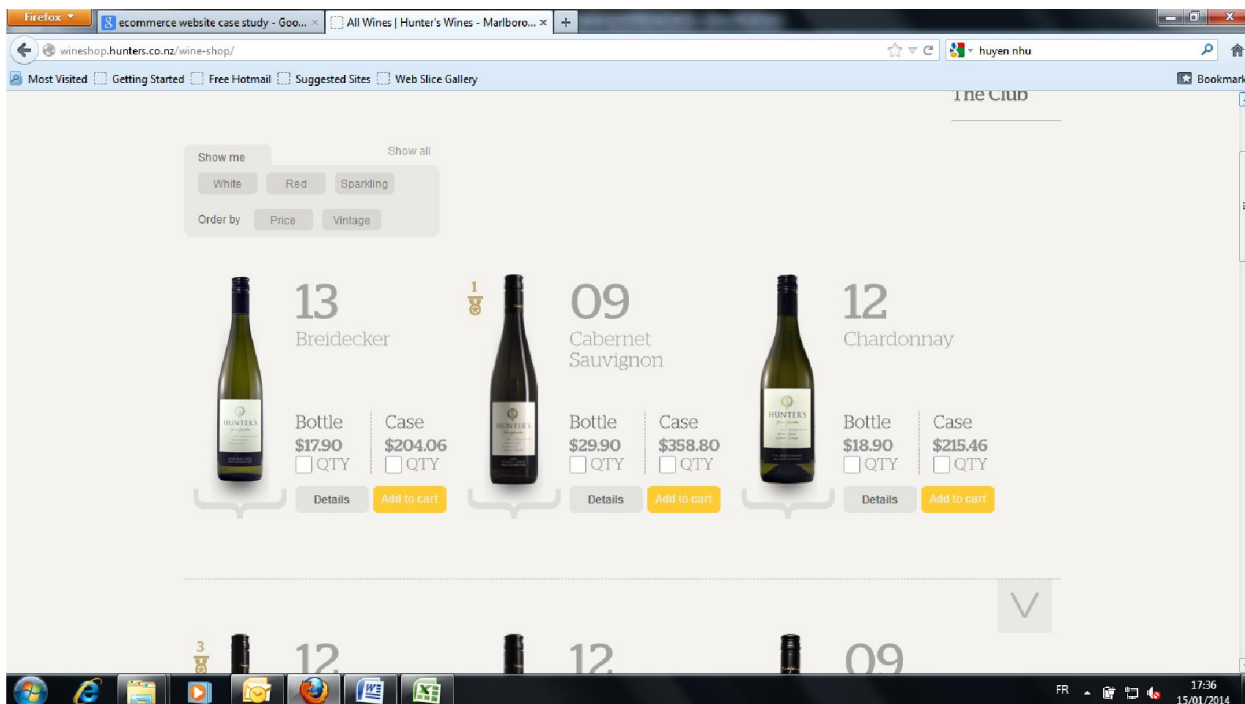 Firefox
ecommerce website case study - Goo...
All Wines | Hunter's Wines - Marlboro...
wineshop.hunters.co.nz/wine-shop/
huyen nhu
Most Visited Getting Started Free Hotmail Suggested Sites Web Slice Gallery
Bookmark
The Club
Show me Show all
White Red Sparkling
Order by Price Vintage
13
Breidecker
HUNTER'S
Bottle Case
$17.90 $204.06
QTY QTY
Details Add to cart
1
09
Cabernet
Sauvignon
HUNTER'S
Bottle Case
$29.90 $358.80
QTY QTY
Details Add to cart
12
Chardonnay
HUNTER'S
Bottle Case
$18.90 $215.46
QTY QTY
Details Add to cart
3
12
12
09
FR
17:36
15/01/2014